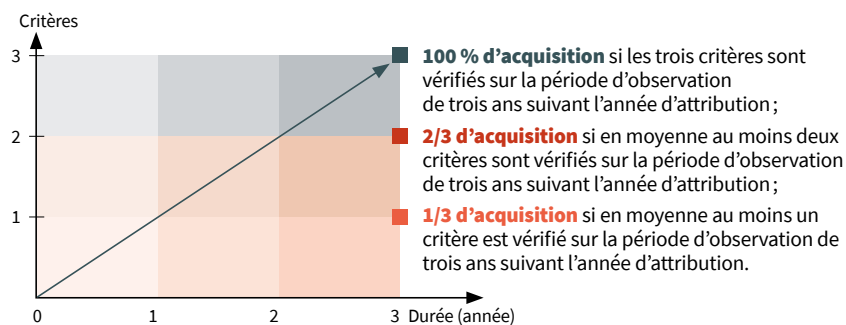 Critères
3
100 % d’acquisition si les trois critères sont
vérifiés sur la période d’observation
de trois ans suivant l’année d’attribution ;
2
2/3 d’acquisition si en moyenne au moins deux
critères sont vérifiés sur la période d’observation
de trois ans suivant l’année d’attribution ;
1
1/3 d’acquisition si en moyenne au moins un
critère est vérifié sur la période d’observation de
trois ans suivant l’année d’attribution.
0 1 2 3 Durée (année)